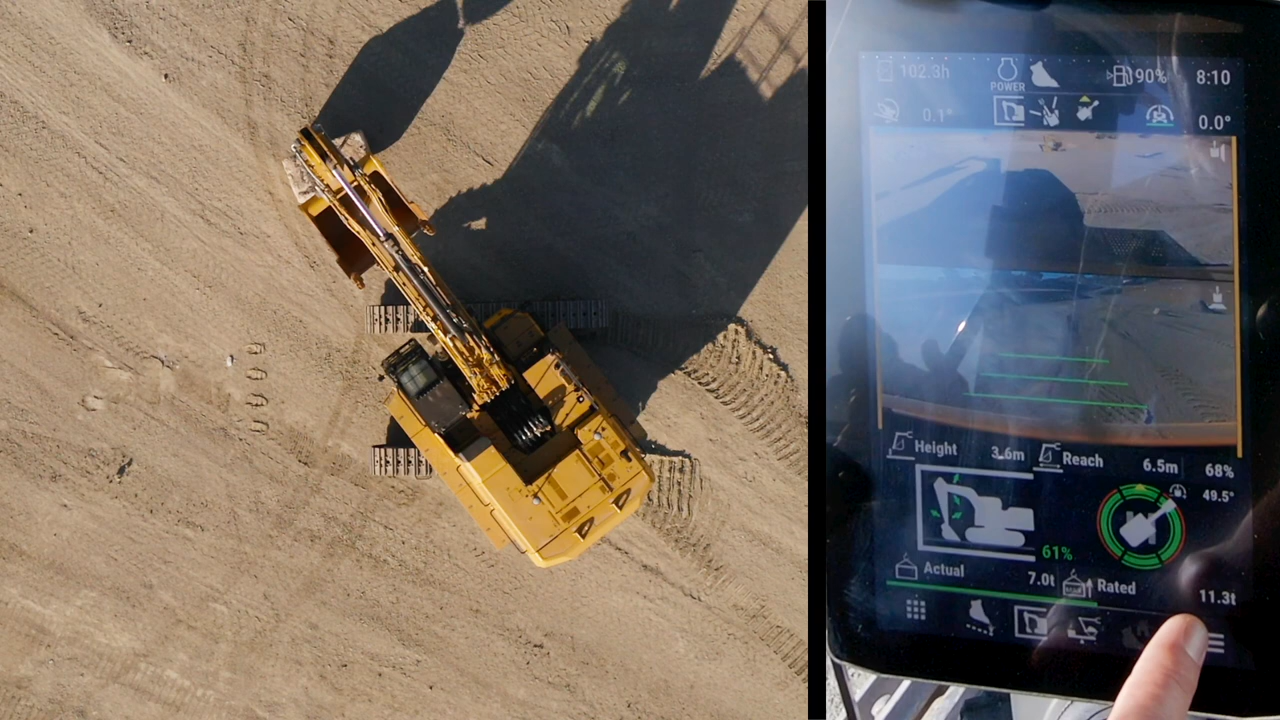 102.3h POWER 90% 8:10
0.1° 0.0°
Height 3.6m Reach 6.5m 68%
49.5°
61%
Actual 7.0t Rated 11.3t